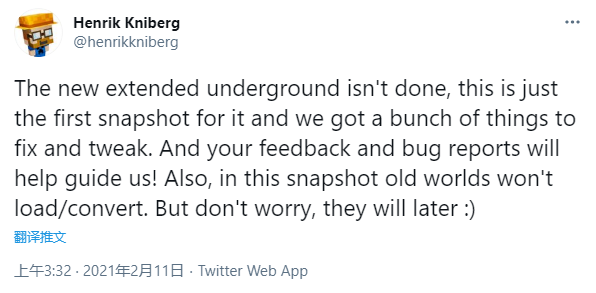 Henrik Kniberg
@henrikkniberg
The new extended underground isn't done, this is just
the first snapshot for it and we got a bunch of things to
fix and tweak. And your feedback and bug reports will
help guide us! Also, in this snapshot old worlds won't
load/convert. But don't worry, they will later :)
翻译推文
上午3:32 · 2021年2月11日 · Twitter Web App